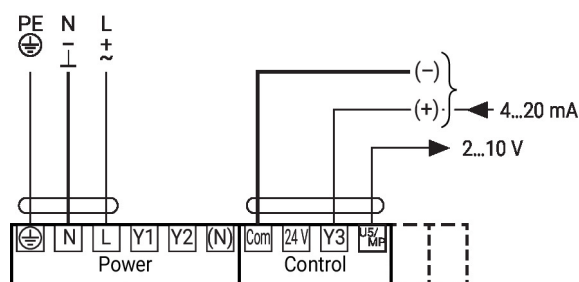 PE N L
- +
⊥ ~
(−)
(+) 4...20 mA
2...10 V
N L Y1 Y2 (N) Com 24 V Y3 U5/
MP
Power Control